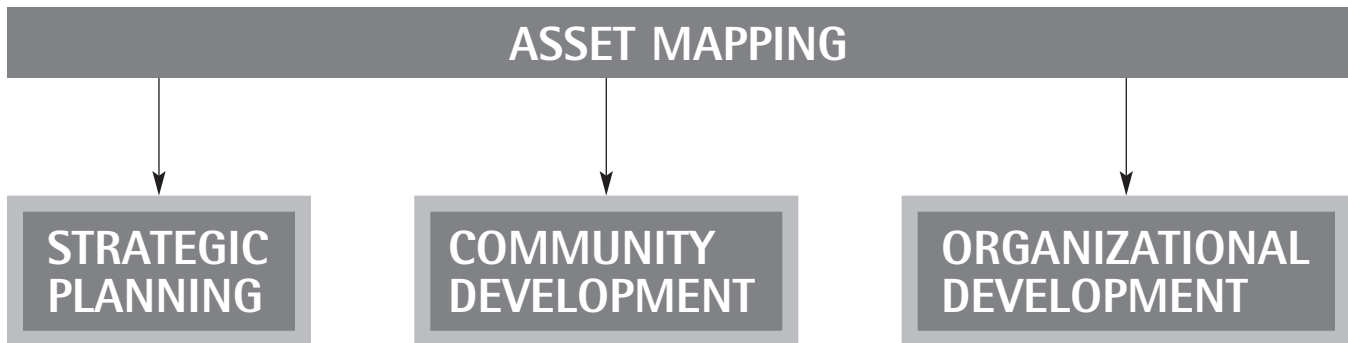 ASSET MAPPING
STRATEGIC
PLANNING
COMMUNITY
DEVELOPMENT
ORGANIZATIONAL
DEVELOPMENT